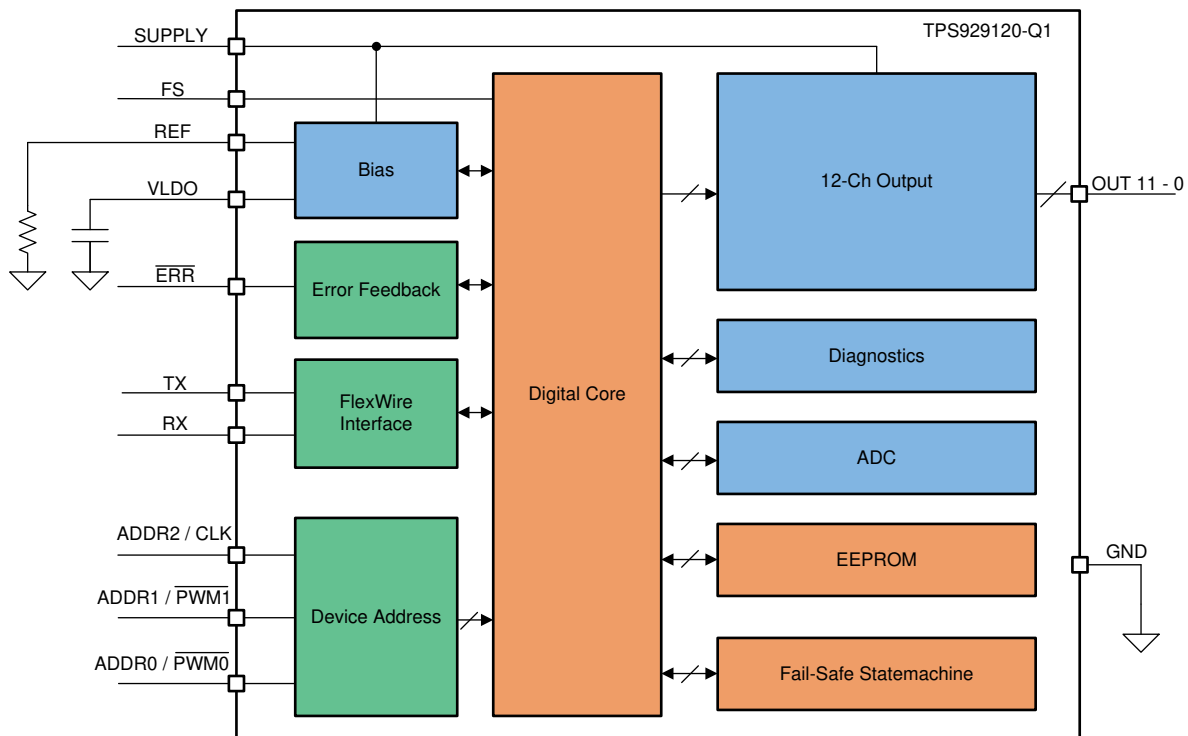 TPS929120-Q1
SUPPLY
FS
REF
Bias
VLDO
12-Ch Output
OUT 11 - 0
ERR
Error Feedback
TX
FlexWire
Interface
RX
Digital Core
Diagnostics
ADC
ADDR2 / CLK
EEPROM
GND
ADDR1 / PWM1
Device Address
ADDR0 / PWM0
Fail-Safe Statemachine